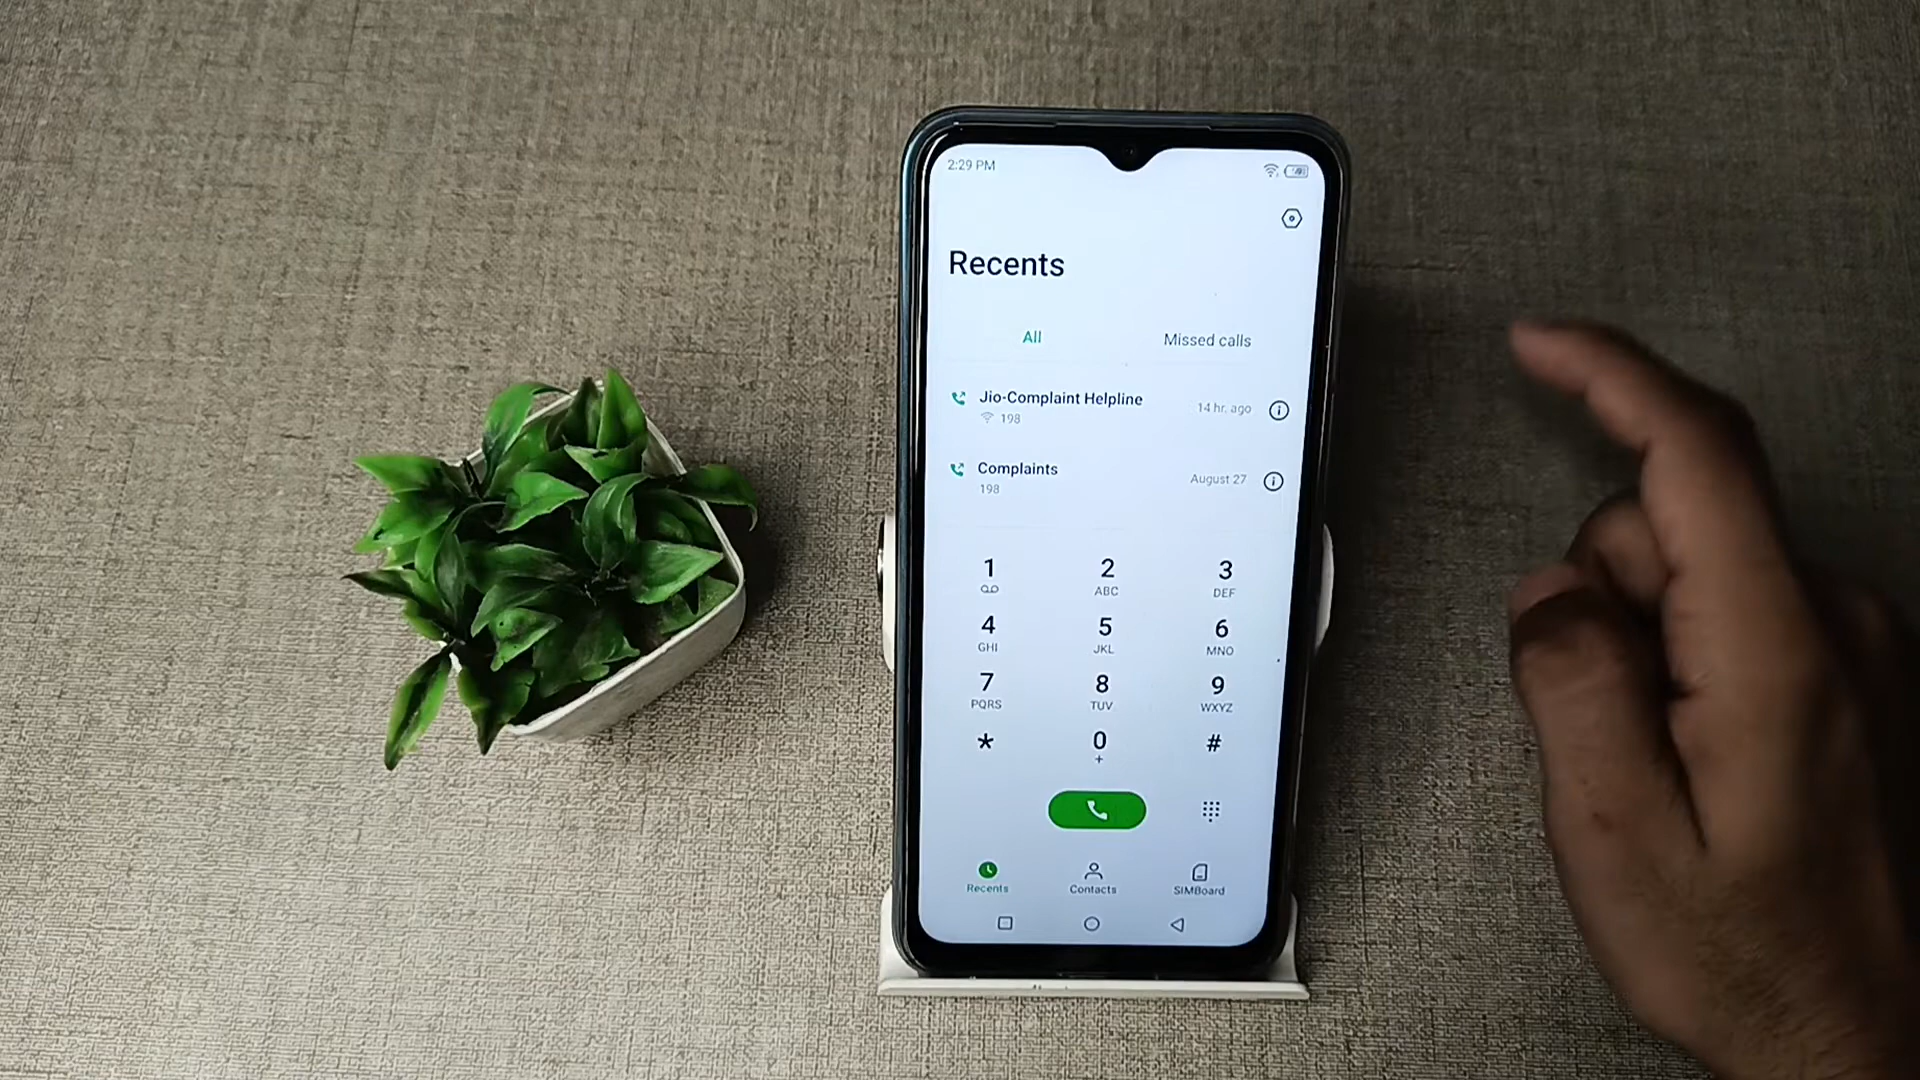 2:29 PM
Recents
All
Missed calls
Jio-Complaint Helpline
198
14 hr. ago
Complaints
198
August 27
1
2
ABC
3
DEF
4
GHI
5
JKL
6
MNO
7
PQRS
8
TUV
9
WXYZ
*
0
+
#
Recents
Contacts
SIMBoard